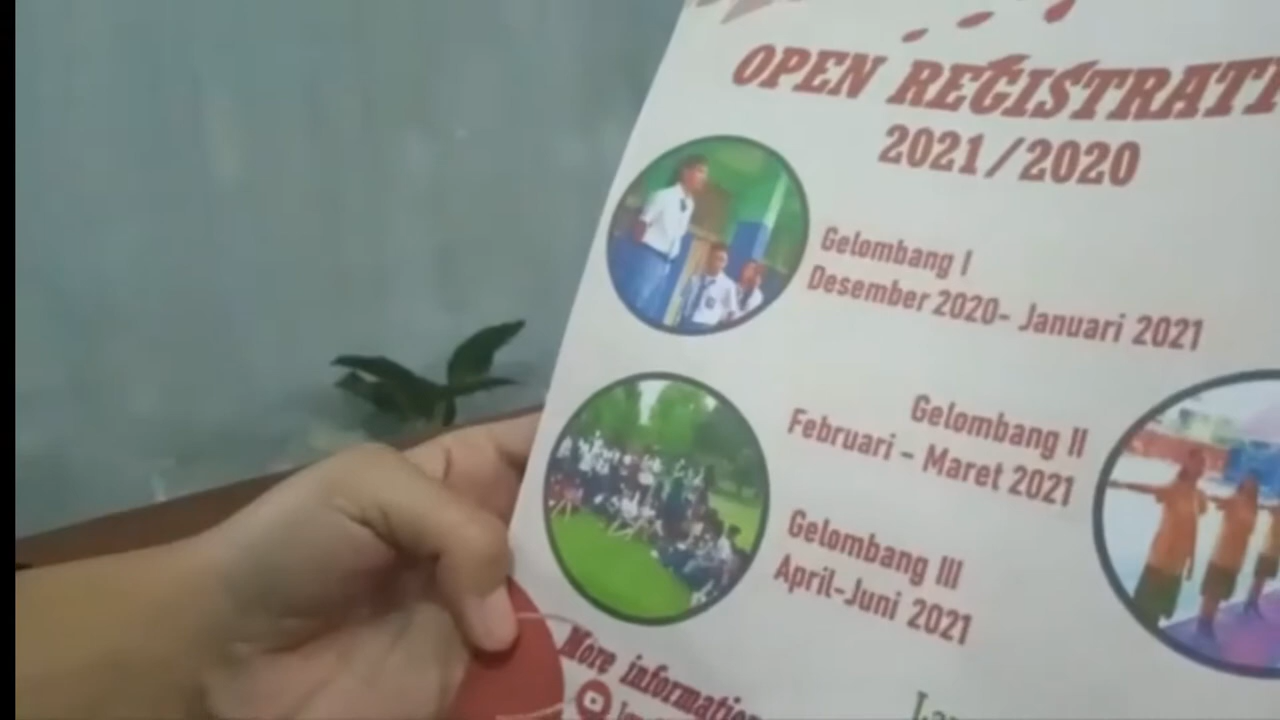 OPEN REGISTRATI
2021/2020
Gelombang I
Desember 2020- Januari 2021
Gelombang II
Februari - Maret 2021
Gelombang III
April-Juni 2021
More information